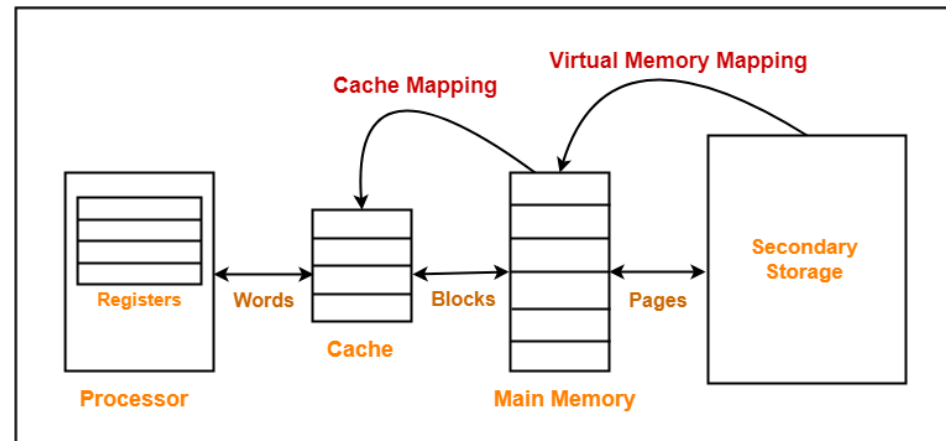 Virtual Memory Mapping
Cache Mapping
Registers
Words
Blocks
Pages
Secondary
Storage
Cache
Processor
Main Memory